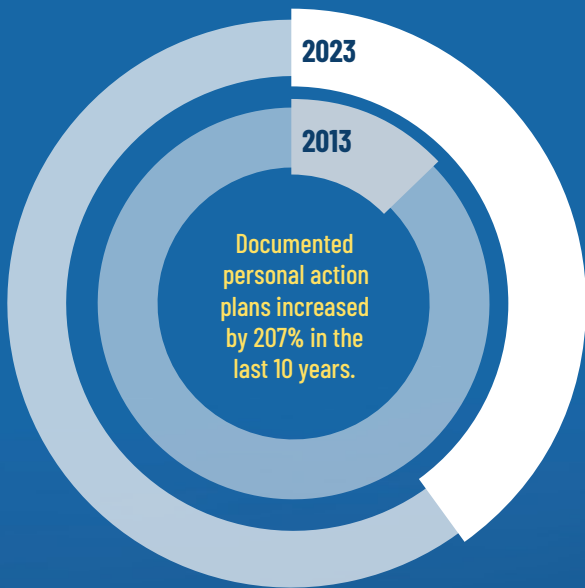 2023
2013
Documented
personal action
plans increased
by 207% in the
last 10 years.